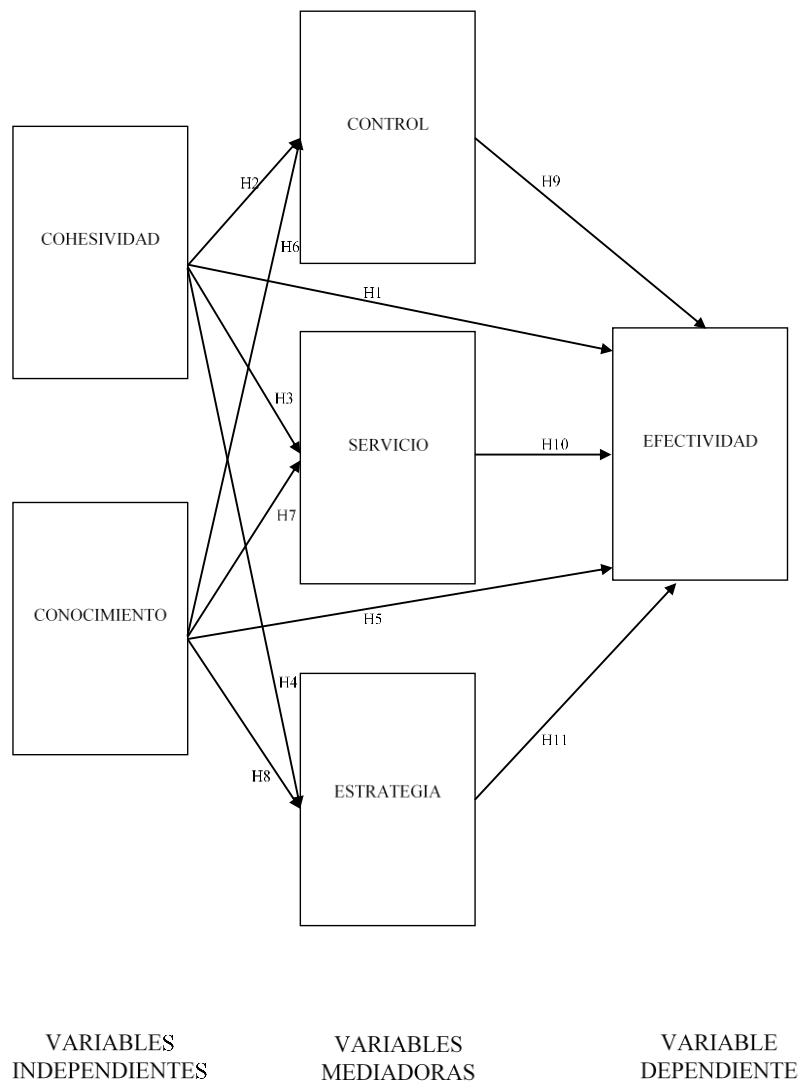 CONTROL
H2
H9
COHESIVIDAD
H6
H1
H3
SERVICIO
H10
EFECTIVIDAD
H7
CONOCIMIENTO
H5
H4
H11
H8
ESTRATEGIA
VARIABLES
INDEPENDIENTES
VARIABLES
MEDIADORAS
VARIABLE
DEPENDIENTE